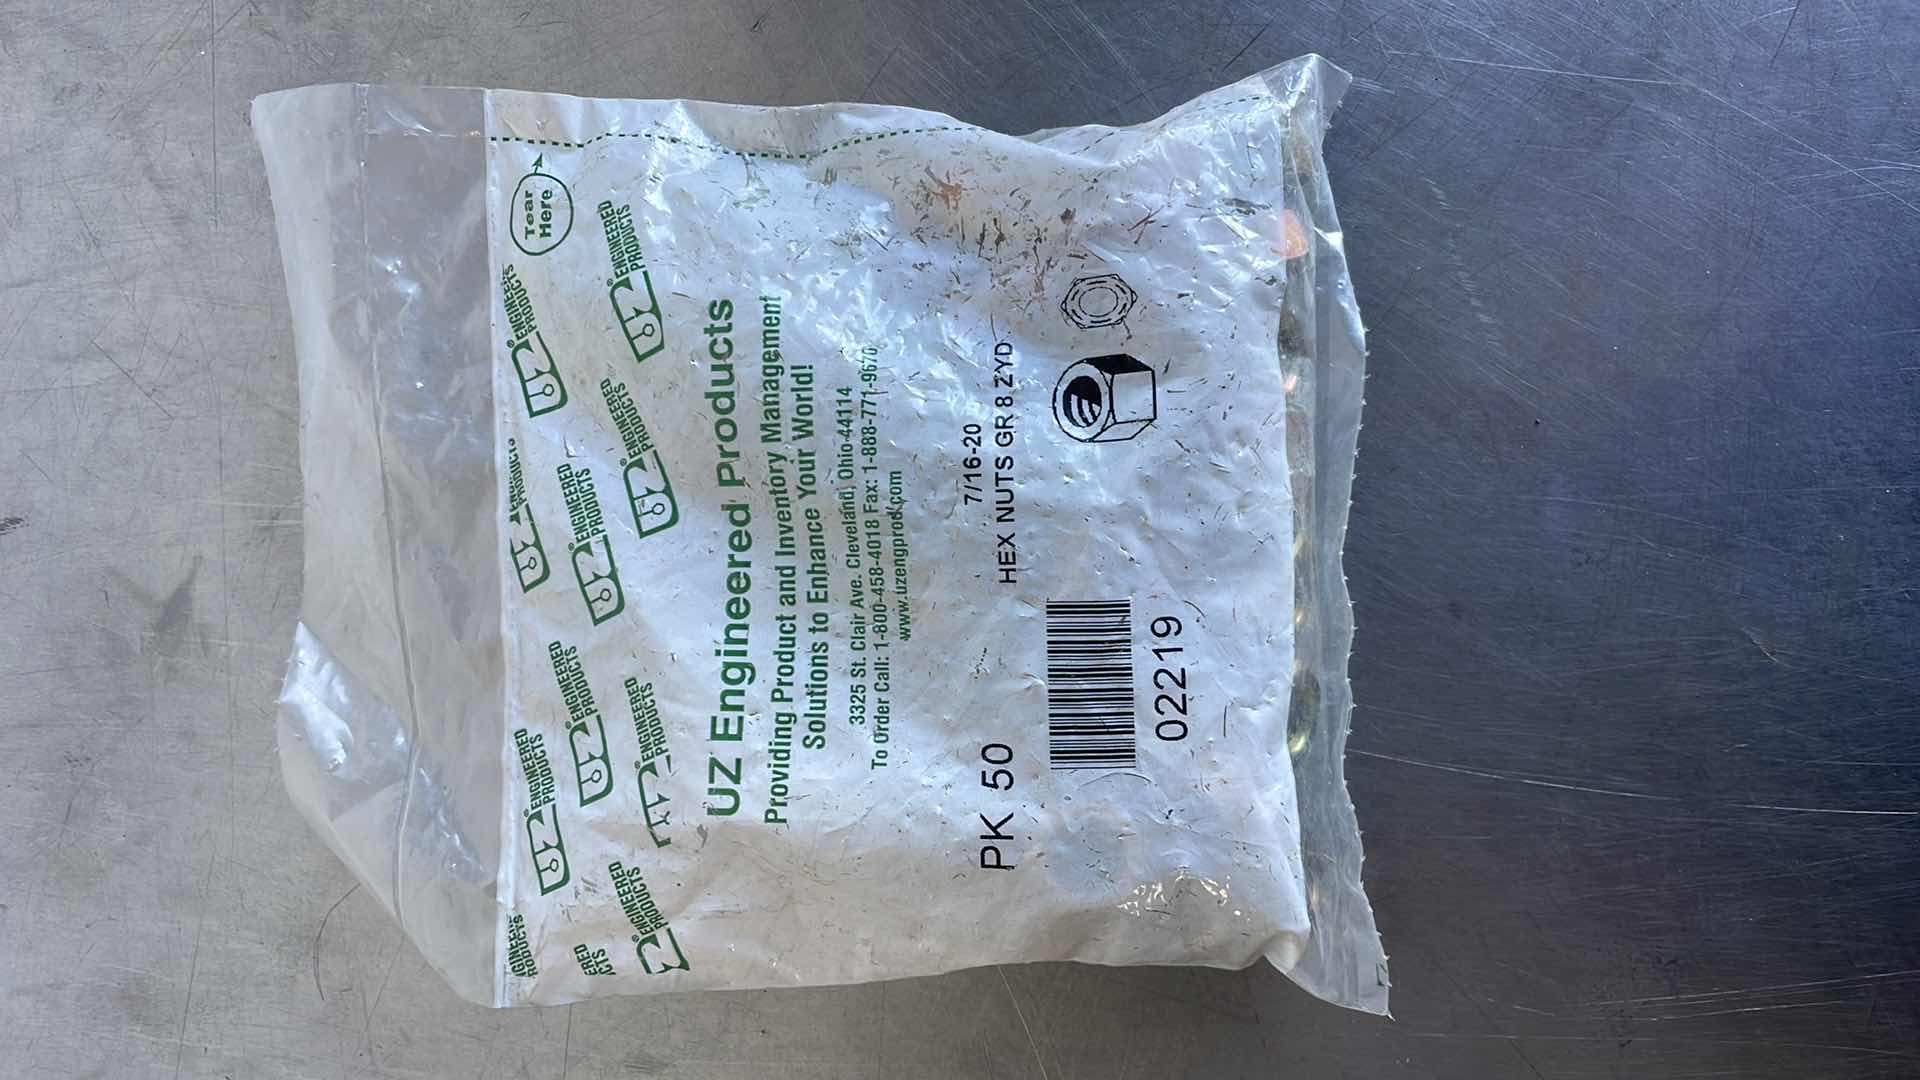 Tear
Here
UZ ENGINEERED
PRODUCTS
UZ ENGINEERED
PRODUCTS
UZ ENGINEERED
PRODUCTS
UZ ENGINEERED
PRODUCTS
UZ ENGINEERED
PRODUCTS
UZ ENGINEERED
PRODUCTS
ENGINEERED
PRODUCTS
ENGINEERED
PRODUCTS
UZ Engineered Products
Providing Product and Inventory Management
Solutions to Enhance Your World!
3325 St. Clair Ave. Cleveland, Ohio 44114
To Order Call: 1-800-458-4018 Fax: 1-888-771-9670
www.uzengprod.com
7/16-20
PK 50 HEX NUTS GR 8 ZYD
02219